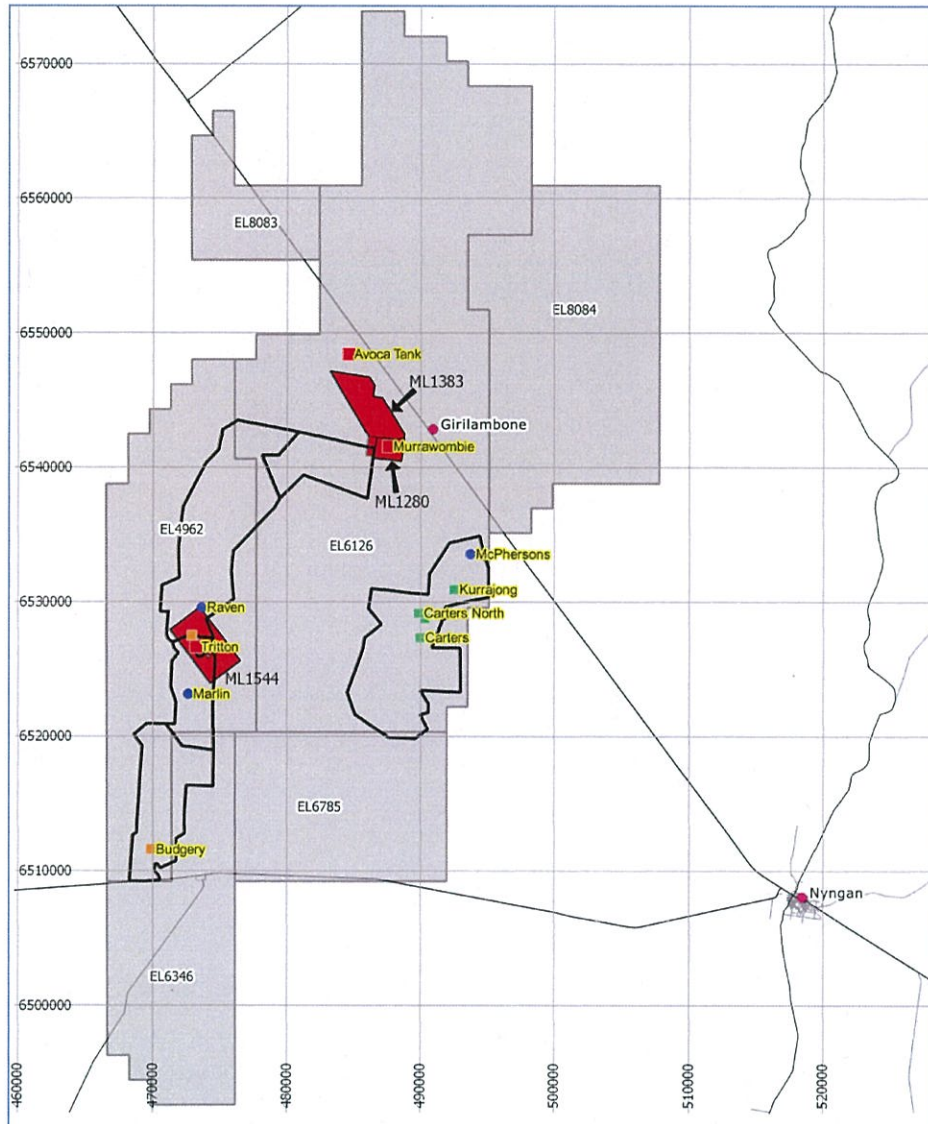 6570000
6560000
EL8083
6550000
EL8084
Avoca Tank
ML1383
Girilambone
Murrawombie
6540000
ML1280
EL4962
EL6126
McPhersons
Kurrajong
6530000
Raven
Carters North
Tritton
Carters
ML1544
Marlin
6520000
EL6785
Budgery
6510000
Nyngan
EL6346
6500000
460000
470000
480000
490000
500000
510000
520000